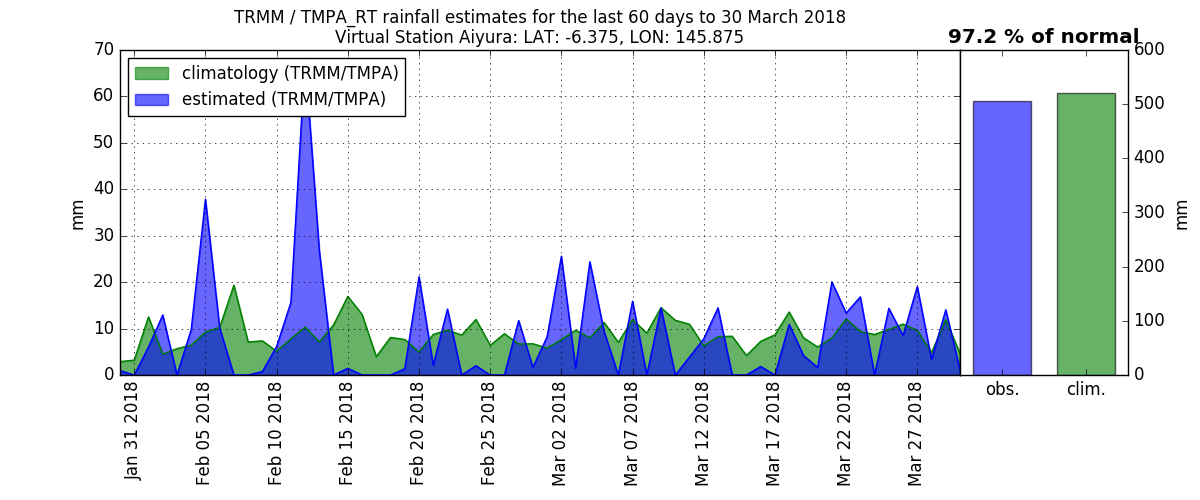 TRMM / TMPA_RT rainfall estimates for the last 60 days to 30 March 2018
Virtual Station Aiyura: LAT: -6.375, LON: 145.875
97.2 % of normal
climatology (TRMM/TMPA)
estimated (TRMM/TMPA)
mm
70
60
50
40
30
20
10
0
Jan 31 2018
Feb 05 2018
Feb 10 2018
Feb 15 2018
Feb 20 2018
Feb 25 2018
Mar 02 2018
Mar 07 2018
Mar 12 2018
Mar 17 2018
Mar 22 2018
Mar 27 2018
600
500
400
300
200
100
0
mm
obs.
clim.